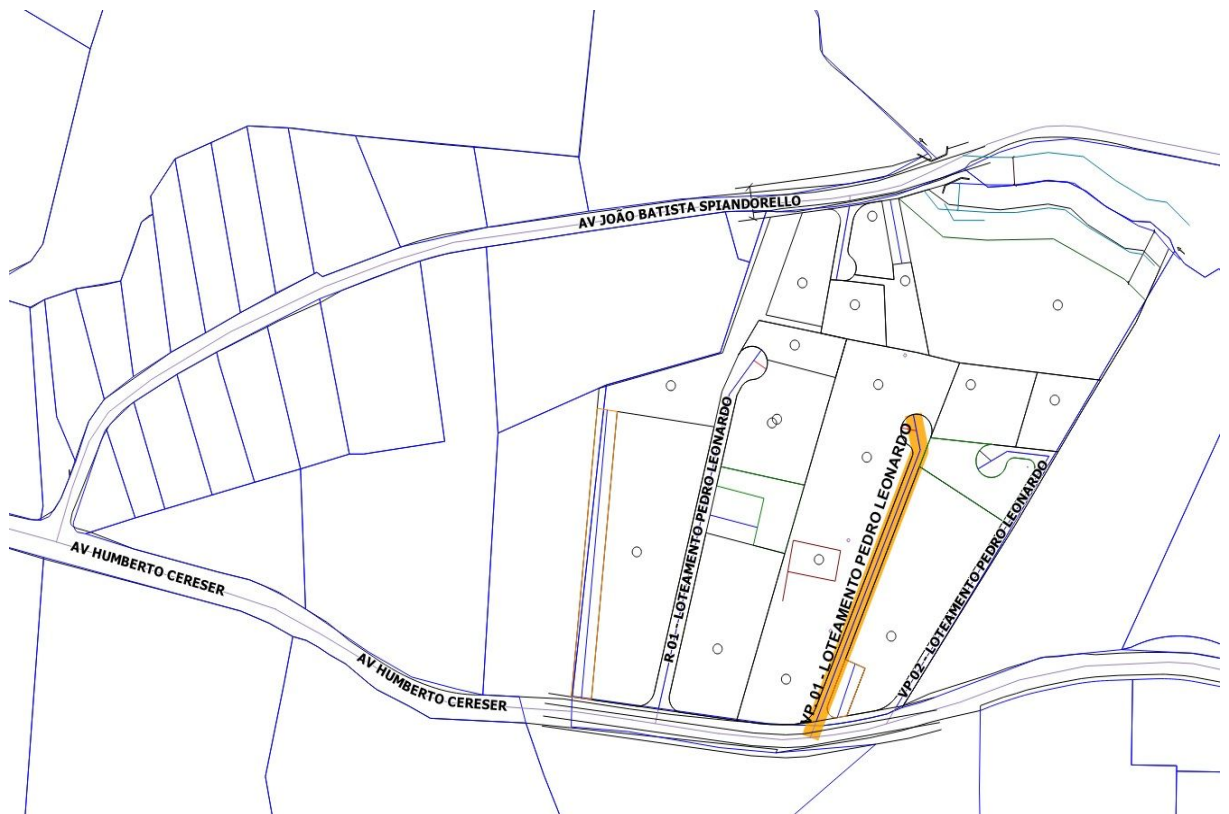 AV JOÃO BATISTA SPIANDORELLO
R 01 - LOTEAMENTO PEDRO LEONARDO
VP 01 - LOTEAMENTO PEDRO LEONARDO
VP 02 - LOTEAMENTO PEDRO LEONARDO
AV HUMBERTO CERESER
AV HUMBERTO CERESER